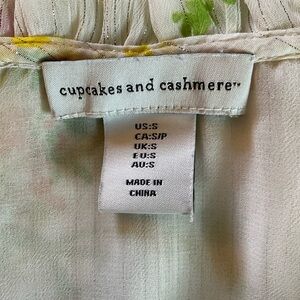 cupcakes and cashmere™
US:S
CA:S/P
UK:S
EU:S
AU:S
MADE IN
CHINA